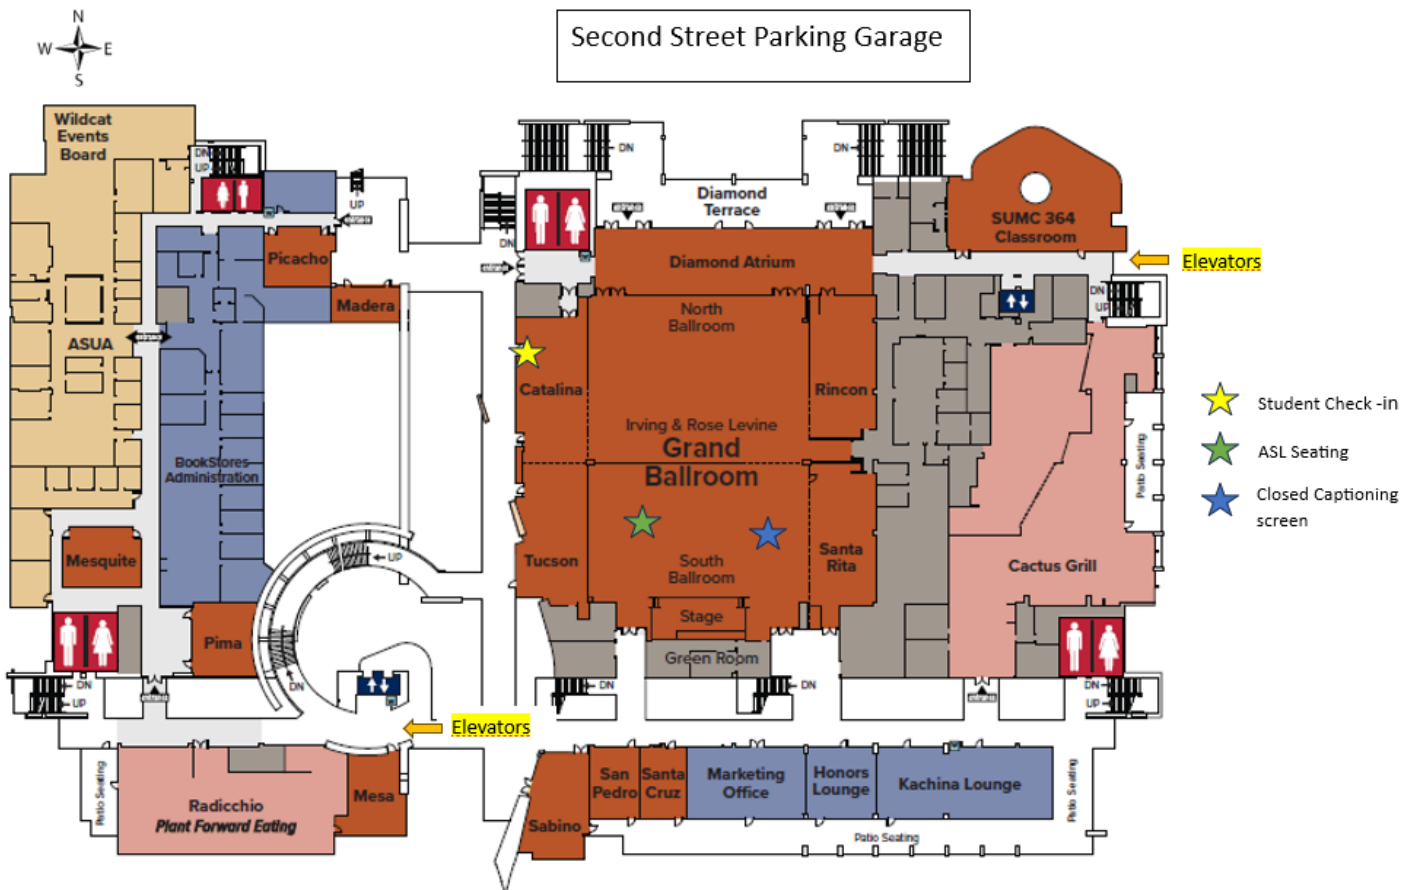 Second Street Parking Garage
N
W
E
S
Wildcat
Events
Board
DN
UP
UP
DN
DN
DN
Diamond
Terrace
SUMC 364
Classroom
Elevators
Picacho
Diamond Atrium
Madera
North
Ballroom
DN
UP
ASUA
Catalina
Rincon
Student Check -in
Irving & Rose Levine
Grand
Ballroom
ASL Seating
BookStores
Administration
Patio Seating
Closed Captioning
screen
Mesquite
UP
Tucson
South
Ballroom
Santa
Rita
Cactus Grill
Stage
Pima
Green Room
DN
DN
UP
DN
DN
DN
UP
Elevators
Patio Seating
Radicchio
Plant Forward Eating
Mesa
Sabino
San
Pedro
Santa
Cruz
Marketing
Office
Honors
Lounge
Kachina Lounge
Patio Seating
Patio Seating